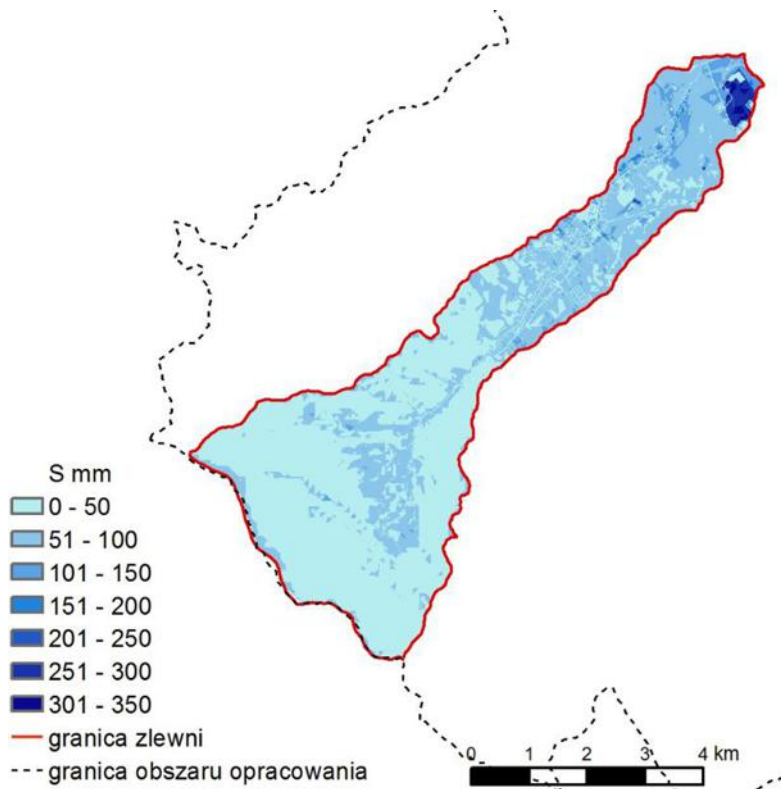 S mm
0 - 50
51 - 100
101 - 150
151 - 200
201 - 250
251 - 300
301 - 350
granica zlewni
granica obszaru opracowania
0 1 2 3 4 km